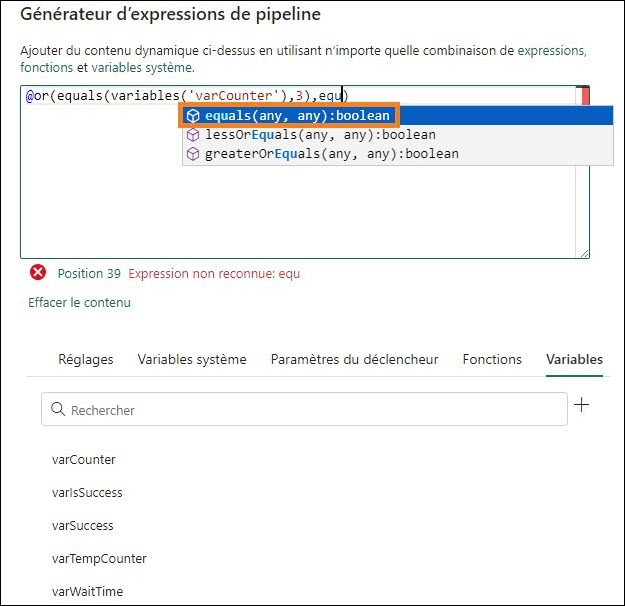 Générateur d’expressions de pipeline
Ajouter du contenu dynamique ci-dessus en utilisant n’importe quelle combinaison de expressions,
fonctions et variables système.
@or(equals(variables('varCounter'),3),equ)
equals(any, any):boolean
lessOrEquals(any, any):boolean
greaterOrEquals(any, any):boolean
Position 39 Expression non reconnue: equ
Effacer le contenu
Réglages Variables système Paramètres du déclencheur Fonctions Variables
Rechercher
varCounter
varIsSuccess
varSuccess
varTempCounter
varWaitTime